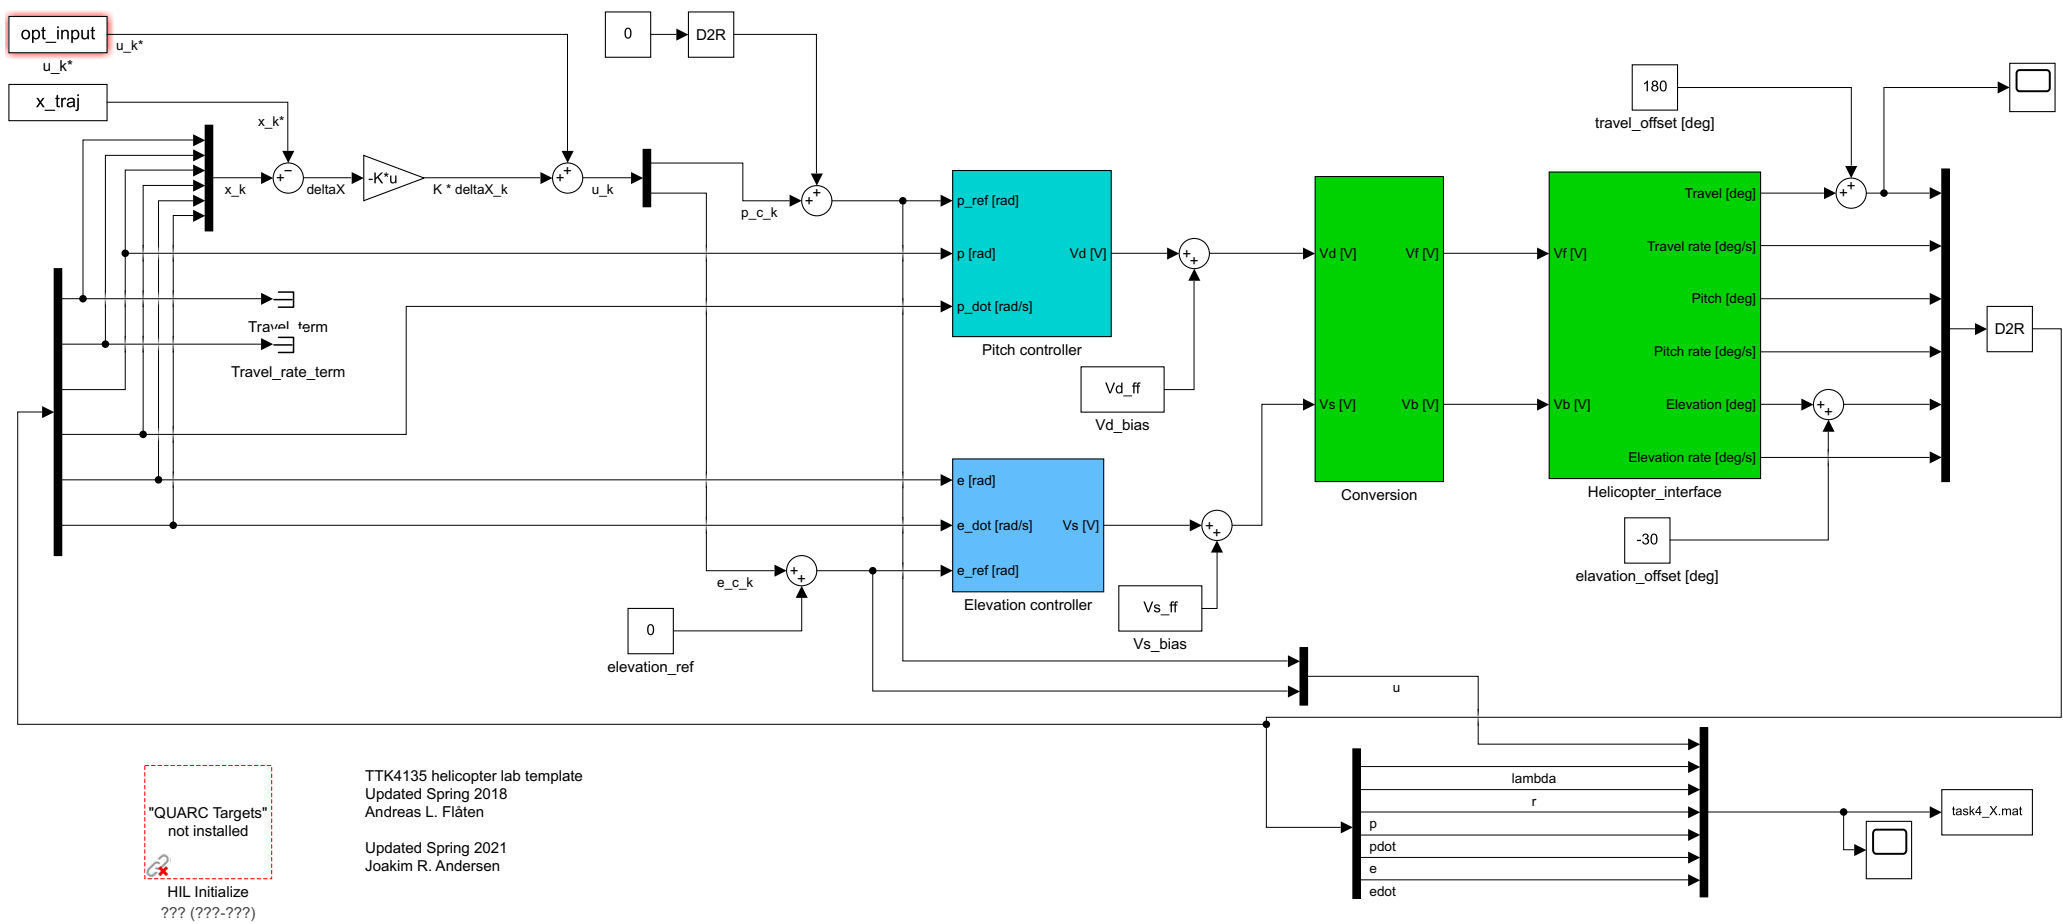 opt_input
u_k*
u_k*
x_traj
x_k*
x_k
+
−
deltaX
-K*u
K * deltaX_k
+
+
u_k
0
D2R
p_c_k
+
+
p_ref [rad]
p [rad]
p_dot [rad/s]
Vd [V]
Pitch controller
Vd_ff
Vd_bias
+
+
Travel_term
Travel_rate_term
e [rad]
e_dot [rad/s]
e_ref [rad]
Vs [V]
Elevation controller
e_c_k
+
+
0
elevation_ref
Vs_ff
Vs_bias
+
+
Vd [V]
Vs [V]
Vf [V]
Vb [V]
Conversion
Vf [V]
Vb [V]
Travel [deg]
Travel rate [deg/s]
Pitch [deg]
Pitch rate [deg/s]
Elevation [deg]
Elevation rate [deg/s]
Helicopter_interface
180
travel_offset [deg]
+
+
+
+
-30
elavation_offset [deg]
D2R
u
lambda
r
p
pdot
e
edot
task4_X.mat
"QUARC Targets"
not installed
HIL Initialize
??? (???-???)
TTK4135 helicopter lab template
Updated Spring 2018
Andreas L. Flåten
Updated Spring 2021
Joakim R. Andersen